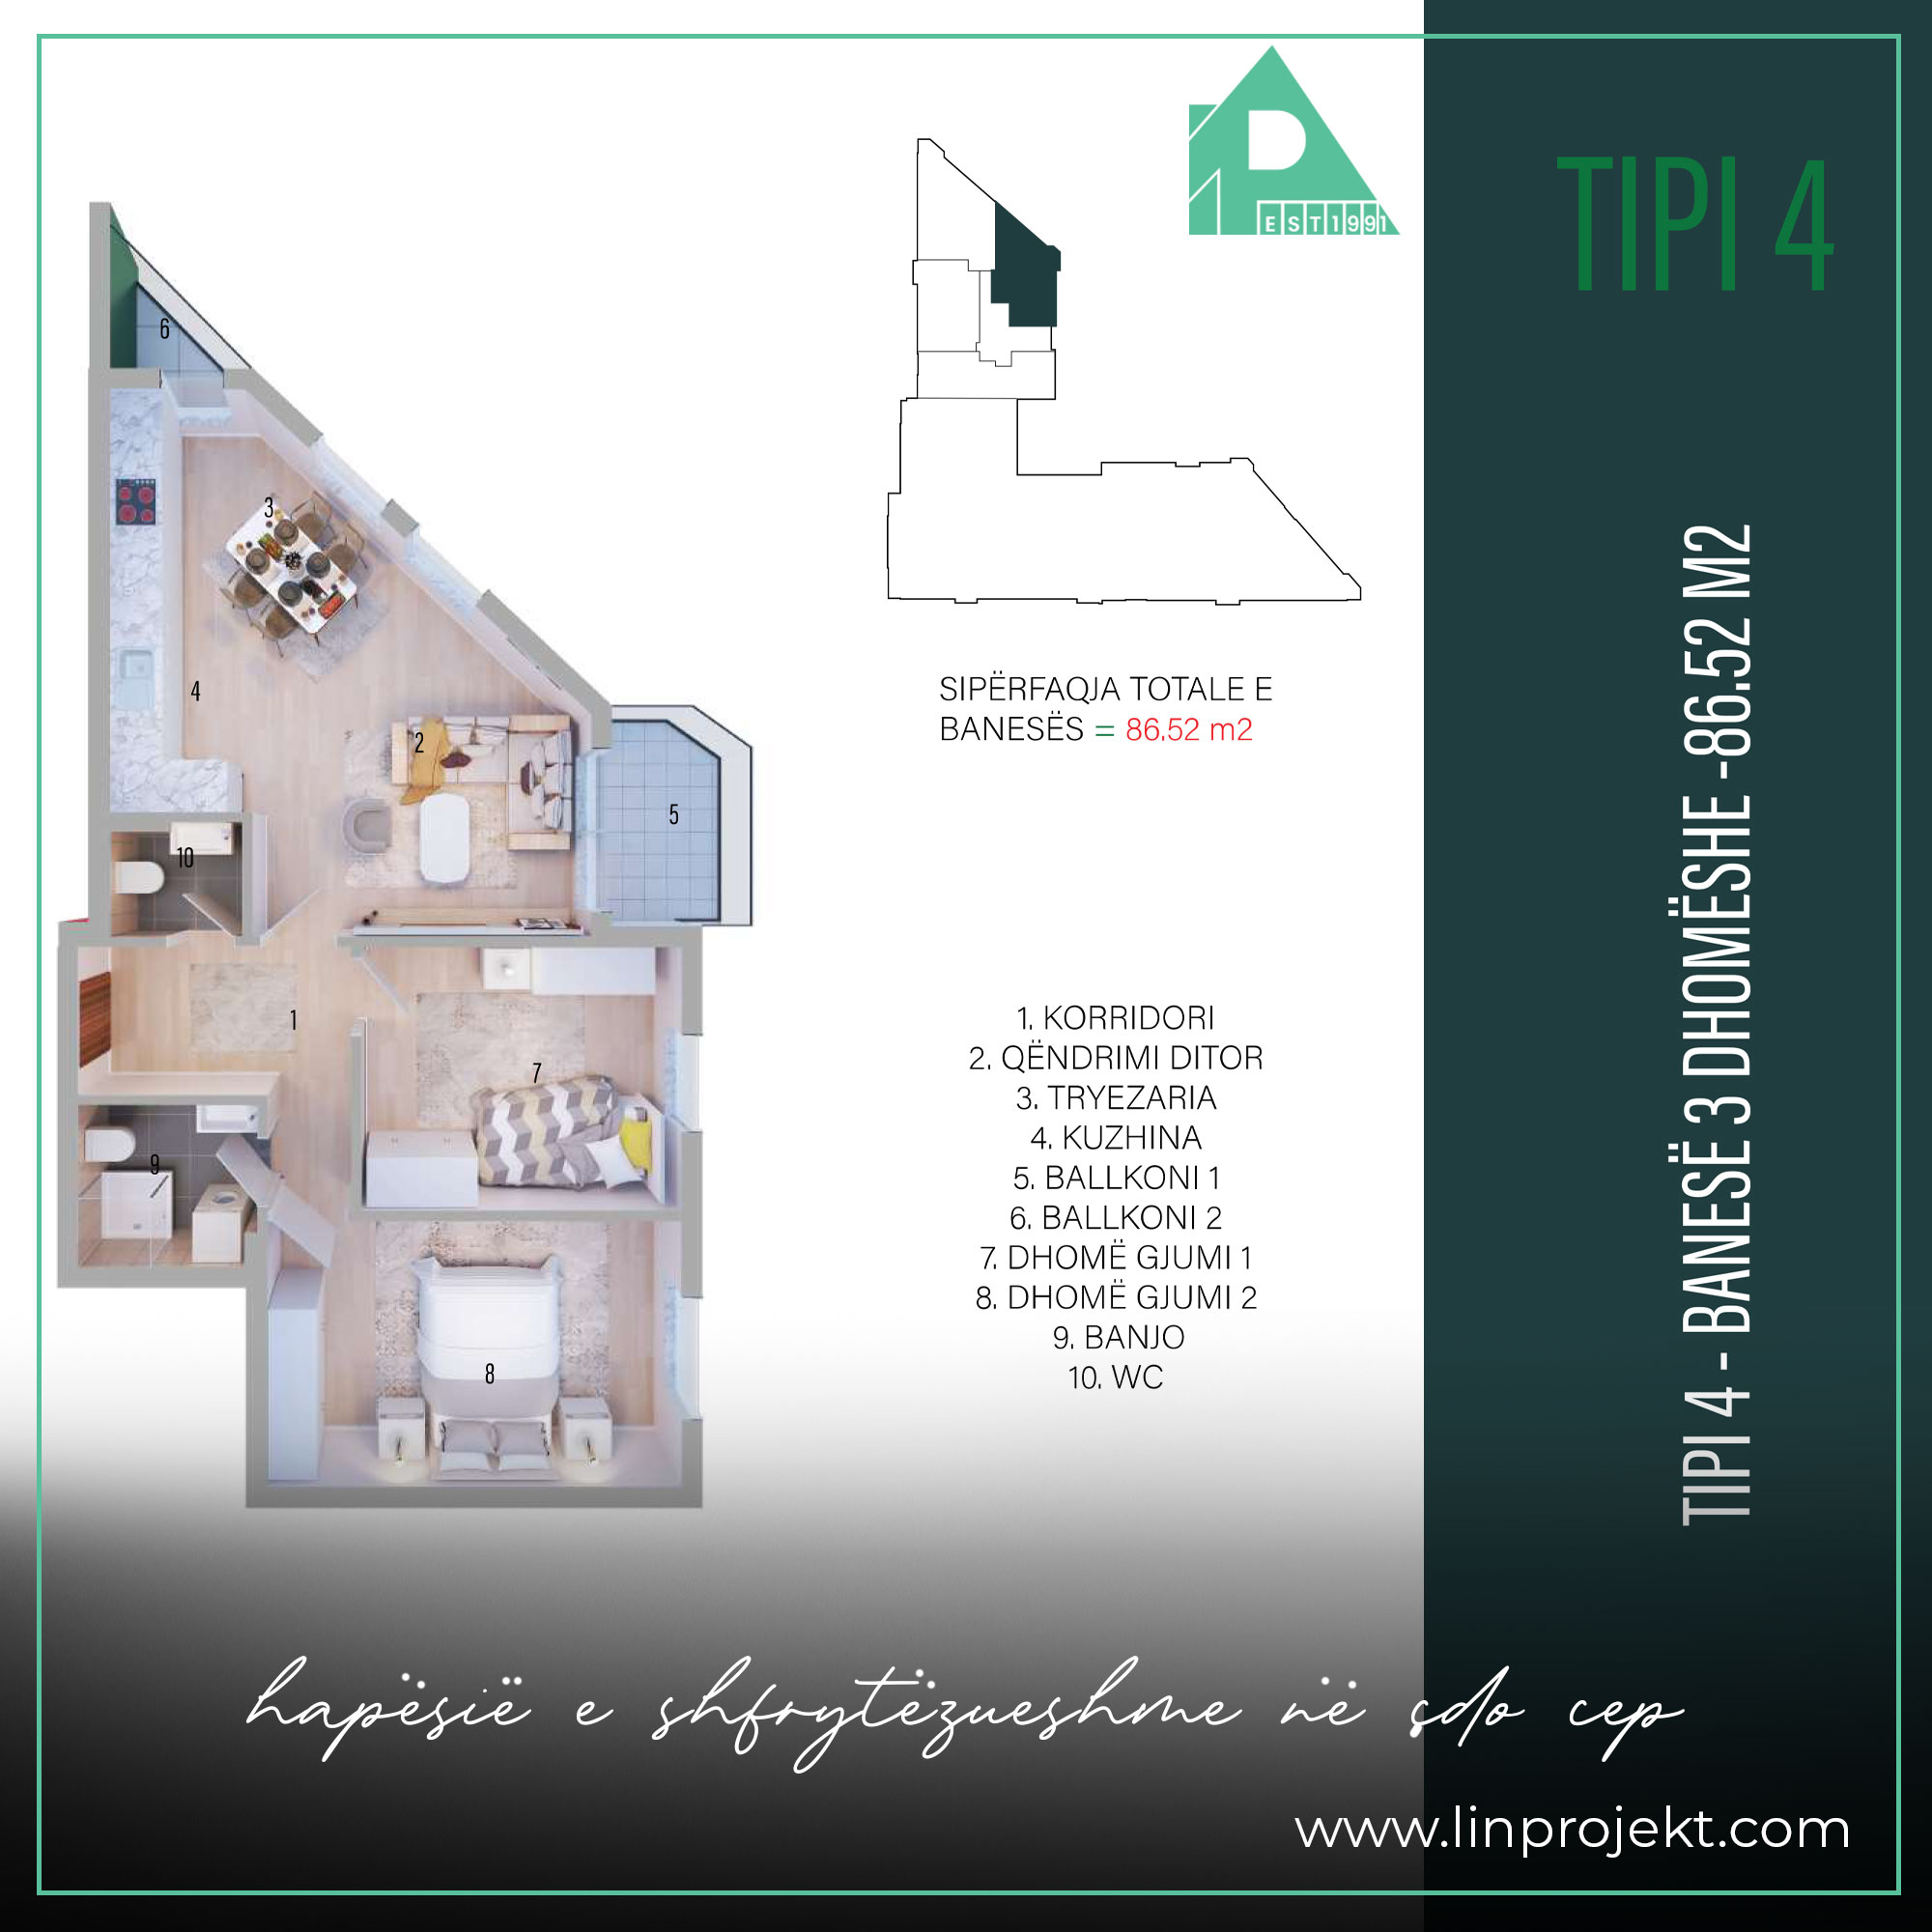 P
EST1991
TIPI 4
SIPËRFAQJA TOTALE E
BANESËS = 86.52 m2
1. KORRIDORI
2. QËNDRIMI DITOR
3. TRYEZARIA
4. KUZHINA
5. BALLKONI 1
6. BALLKONI 2
7. DHOMË GJUMI 1
8. DHOMË GJUMI 2
9. BANJO
10. WC
6
3
4
2
5
10
1
7
9
8
TIPI 4 - BANESË 3 DHOMËSHE -86.52 M2
hapësië e shfrytëzueshme në çdo cep
www.linprojekt.com